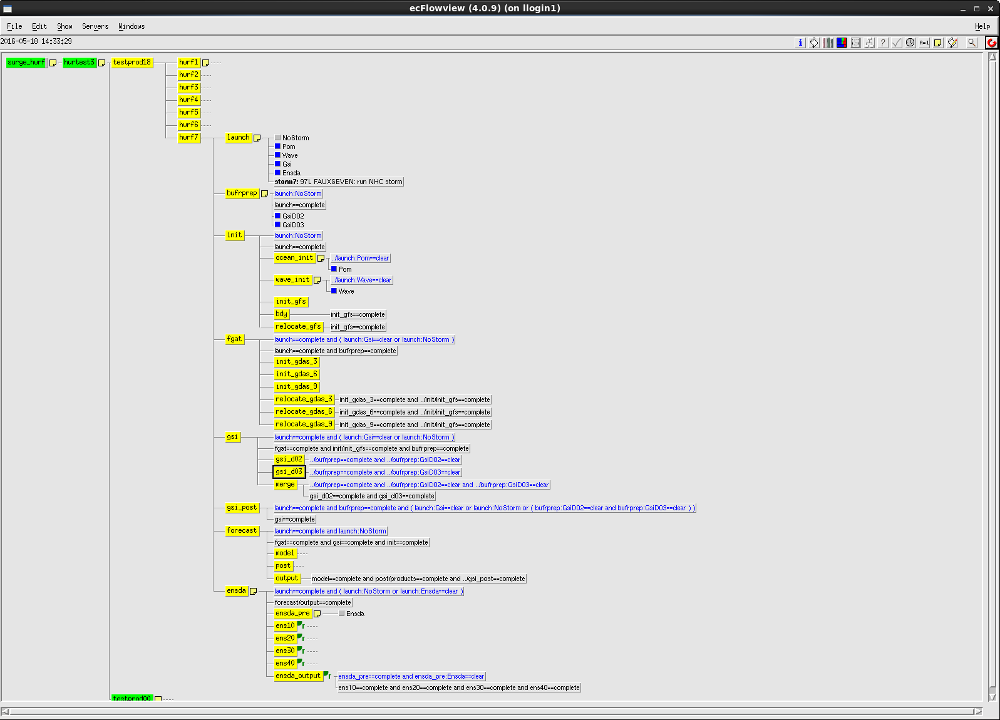 ecFlowview (4.0.9) (on llogin1)
File Edit Show Servers Windows Help
2016-05-18 14:33:29
i ? A=1
surge_hwrf hurtest3 testprod18 hwrf1
hwrf2
hwrf3
hwrf4
hwrf5
hwrf6
hwrf7 launch NoStorm
Pom
Wave
Gsi
Ensda
storm7: 97L FAUXSEVEN: run NHC storm
bufrprep launch:NoStorm
launch==complete
GsiD02
GsiD03
init launch:NoStorm
launch==complete
ocean_init ../launch:Pom==clear
Pom
wave_init ../launch:Wave==clear
Wave
init_gfs
bdy init_gfs==complete
relocate_gfs init_gfs==complete
fgat launch==complete and ( launch:Gsi==clear or launch:NoStorm )
launch==complete and bufrprep==complete
init_gdas_3
init_gdas_6
init_gdas_9
relocate_gdas_3 init_gdas_3==complete and ../init/init_gfs==complete
relocate_gdas_6 init_gdas_6==complete and ../init/init_gfs==complete
relocate_gdas_9 init_gdas_9==complete and ../init/init_gfs==complete
gsi launch==complete and ( launch:Gsi==clear or launch:NoStorm )
fgat==complete and init/init_gfs==complete and bufrprep==complete
gsi_d02 ../bufrprep==complete and ../bufrprep:GsiD02==clear
gsi_d03 ../bufrprep==complete and ../bufrprep:GsiD03==clear
merge ../bufrprep==complete and ../bufrprep:GsiD02==clear and ../bufrprep:GsiD03==clear
gsi_d02==complete and gsi_d03==complete
gsi_post launch==complete and bufrprep==complete and ( launch:Gsi==clear or launch:NoStorm or ( bufrprep:GsiD02==clear and bufrprep:GsiD03==clear ) )
gsi==complete
forecast launch==complete and launch:NoStorm
fgat==complete and gsi==complete and init==complete
model
post
output model==complete and post/products==complete and ../gsi_post==complete
ensda launch==complete and ( launch:NoStorm or launch:Ensda==clear )
forecast/output==complete
ensda_pre Ensda
ens10 r
ens20 r
ens30 r
ens40 r
ensda_output r ensda_pre==complete and ensda_pre:Ensda==clear
ens10==complete and ens20==complete and ens30==complete and ens40==complete
testprod00